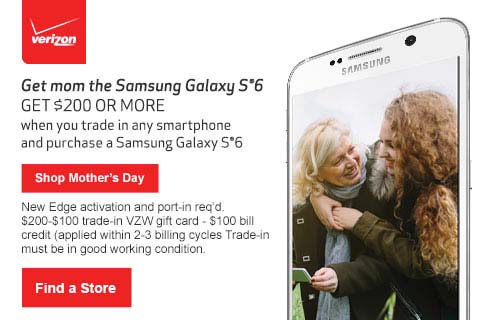 verizon
Get mom the Samsung Galaxy S®6
GET $200 OR MORE
when you trade in any smartphone
and purchase a Samsung Galaxy S®6
Shop Mother's Day
New Edge activation and port-in req'd.
$200-$100 trade-in VZW gift card - $100 bill
credit (applied within 2-3 billing cycles Trade-in
must be in good working condition.
Find a Store
SAMSUNG